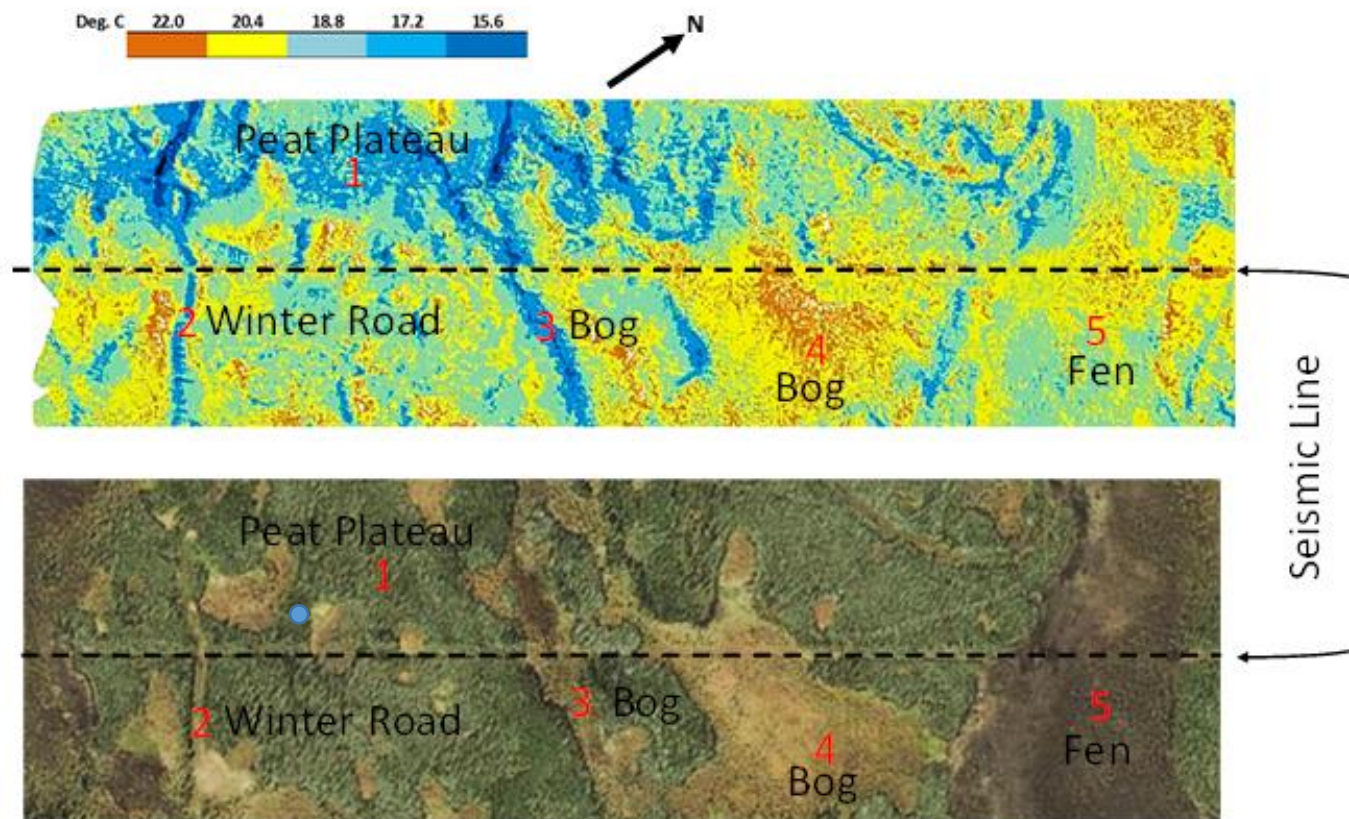 Deg. C 22.0 20.4 18.8 17.2 15.6
N
Peat Plateau
1
2 Winter Road
3 Bog
4
Bog
5
Fen
Seismic Line
Peat Plateau
1
2 Winter Road
3 Bog
4
Bog
5
Fen